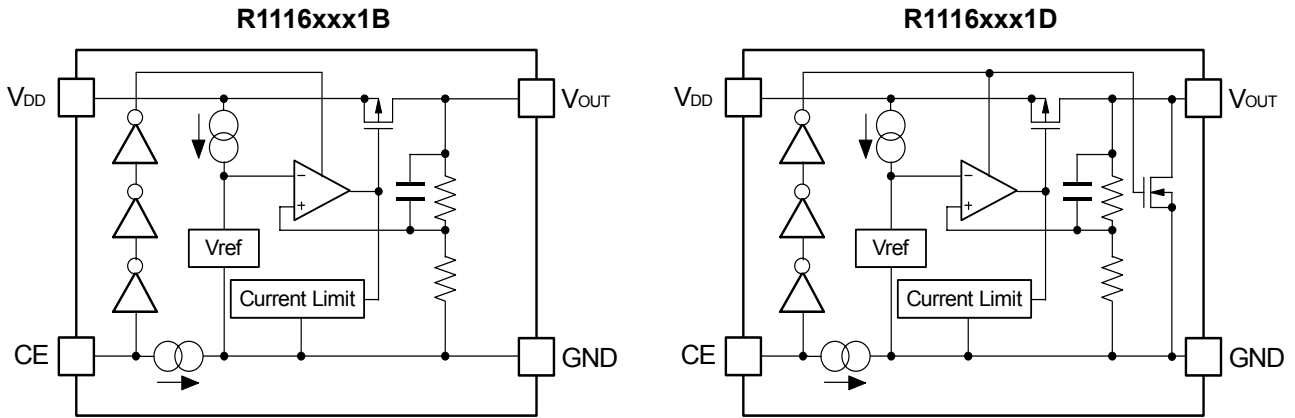 R1116xxx1B
VDD
VOUT
−
+
Vref
Current Limit
CE
GND
R1116xxx1D
VDD
VOUT
−
+
Vref
Current Limit
CE
GND